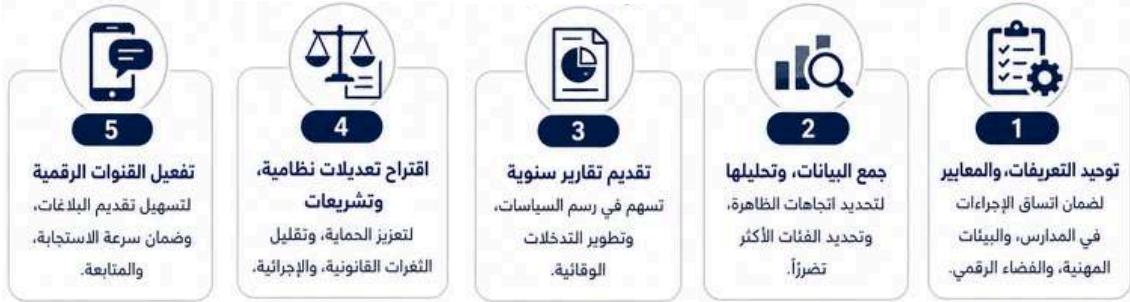 1
توحيد التعريفات، والمعايير
لضمان اتساق الإجراءات
في المدارس، والبيئات
المهنية، والفضاء الرقمي.
2
جمع البيانات، وتحليلها
لتحديد اتجاهات الظاهرة،
وتحديد الفئات الأكثر
تضررًا.
3
تقديم تقارير سنوية
تسهم في رسم السياسات،
وتطوير التدخلات
الوقائية.
4
اقتراح تعديلات نظامية،
وتشريعات
لتعزيز الحماية، وتقليل
الثغرات القانونية، والإجرائية.
5
تفعيل القنوات الرقمية
لتسهيل تقديم البلاغات،
وضمان سرعة الاستجابة،
والمتابعة.